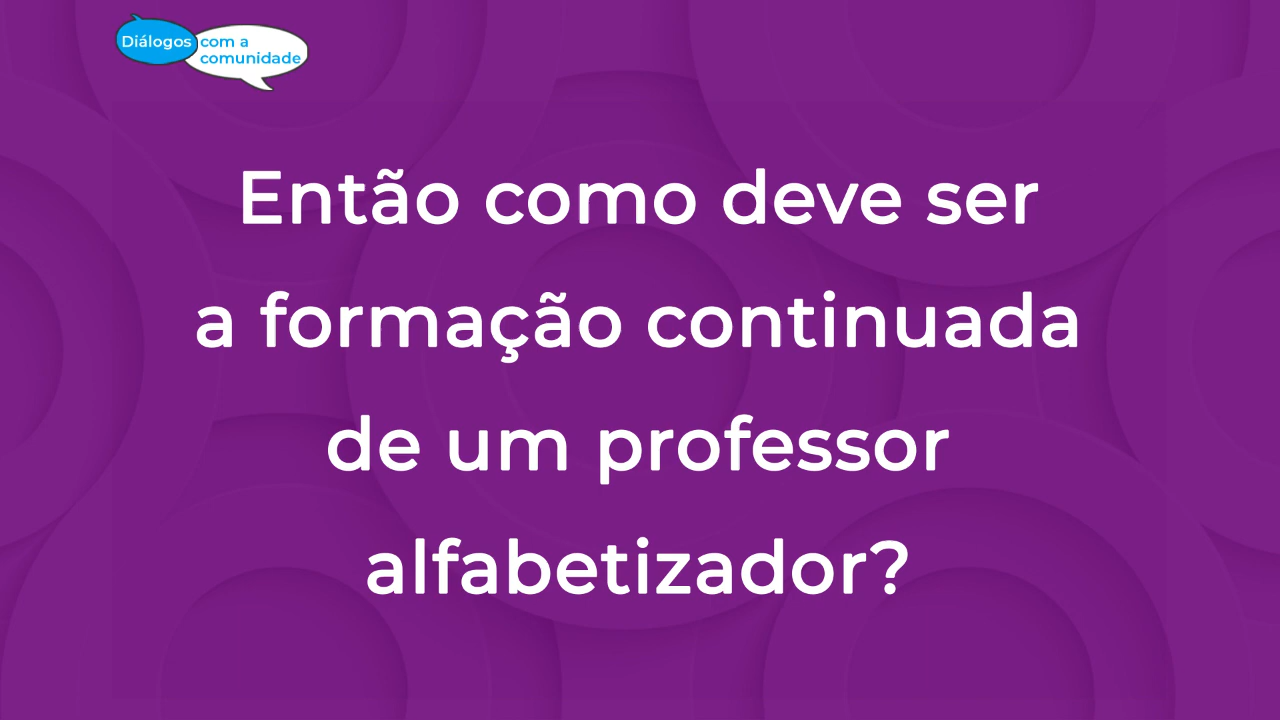 Diálogos com a
comunidade
Então como deve ser
a formação continuada
de um professor
alfabetizador?